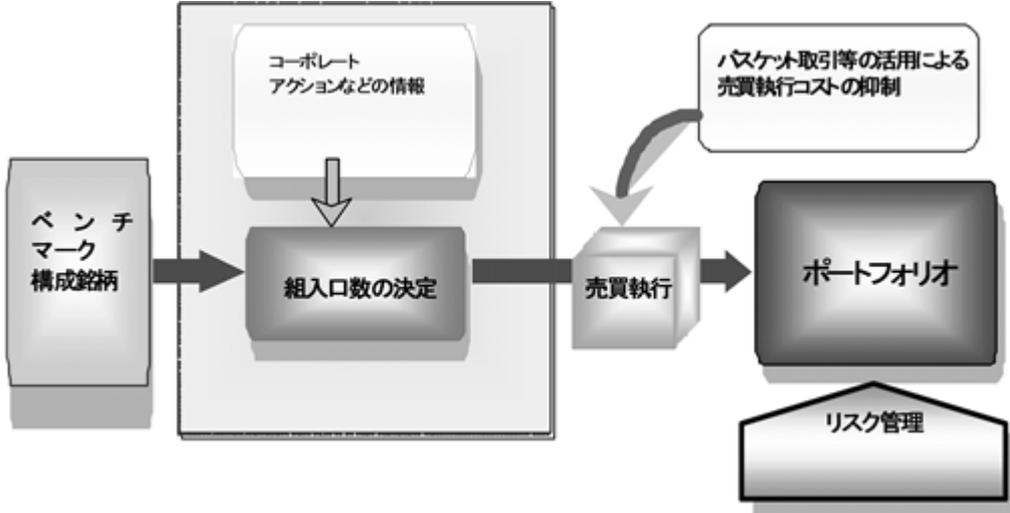 コーポレート
アクションなどの情報
バスケット取引等の活用による
売買執行コストの抑制
ベンチ
マーク
構成銘柄
組入口数の決定
売買執行
ポートフォリオ
リスク管理